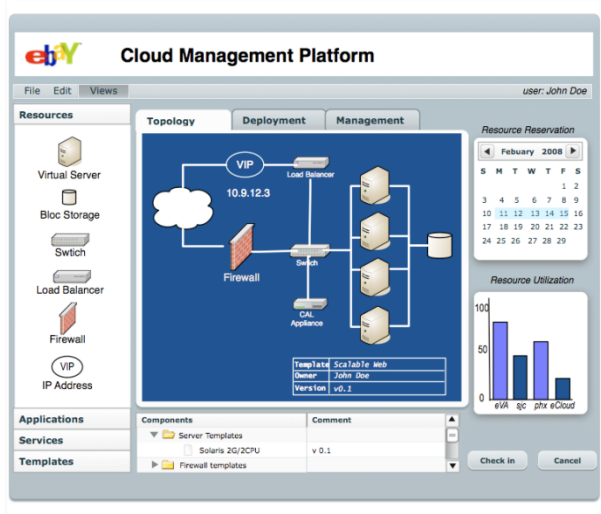 ebaY Cloud Management Platform
File Edit Views user: John Doe
Resources
Virtual Server
Bloc Storage
Swtich
Load Balancer
Firewall
VIP
IP Address
Applications
Services
Templates
Topology Deployment Management
VIP
10.9.12.3
Load Balancer
Firewall
Swtich
CAL
Appliance
Template Scalable Web
Owner John Doe
Version v0.1
Components Comment
Server Templates
Solaris 2G/2CPU v 0.1
Firewall templates
Resource Reservation
Febuary 2008
S M T W T F S
1 2
3 4 5 6 7 8 9
10 11 12 13 14 15 16
17 18 19 20 21 22 23
24 25 26 27 28 29
Resource Utilization
100
50
0
eVA sjc phx eCloud
Check in Cancel